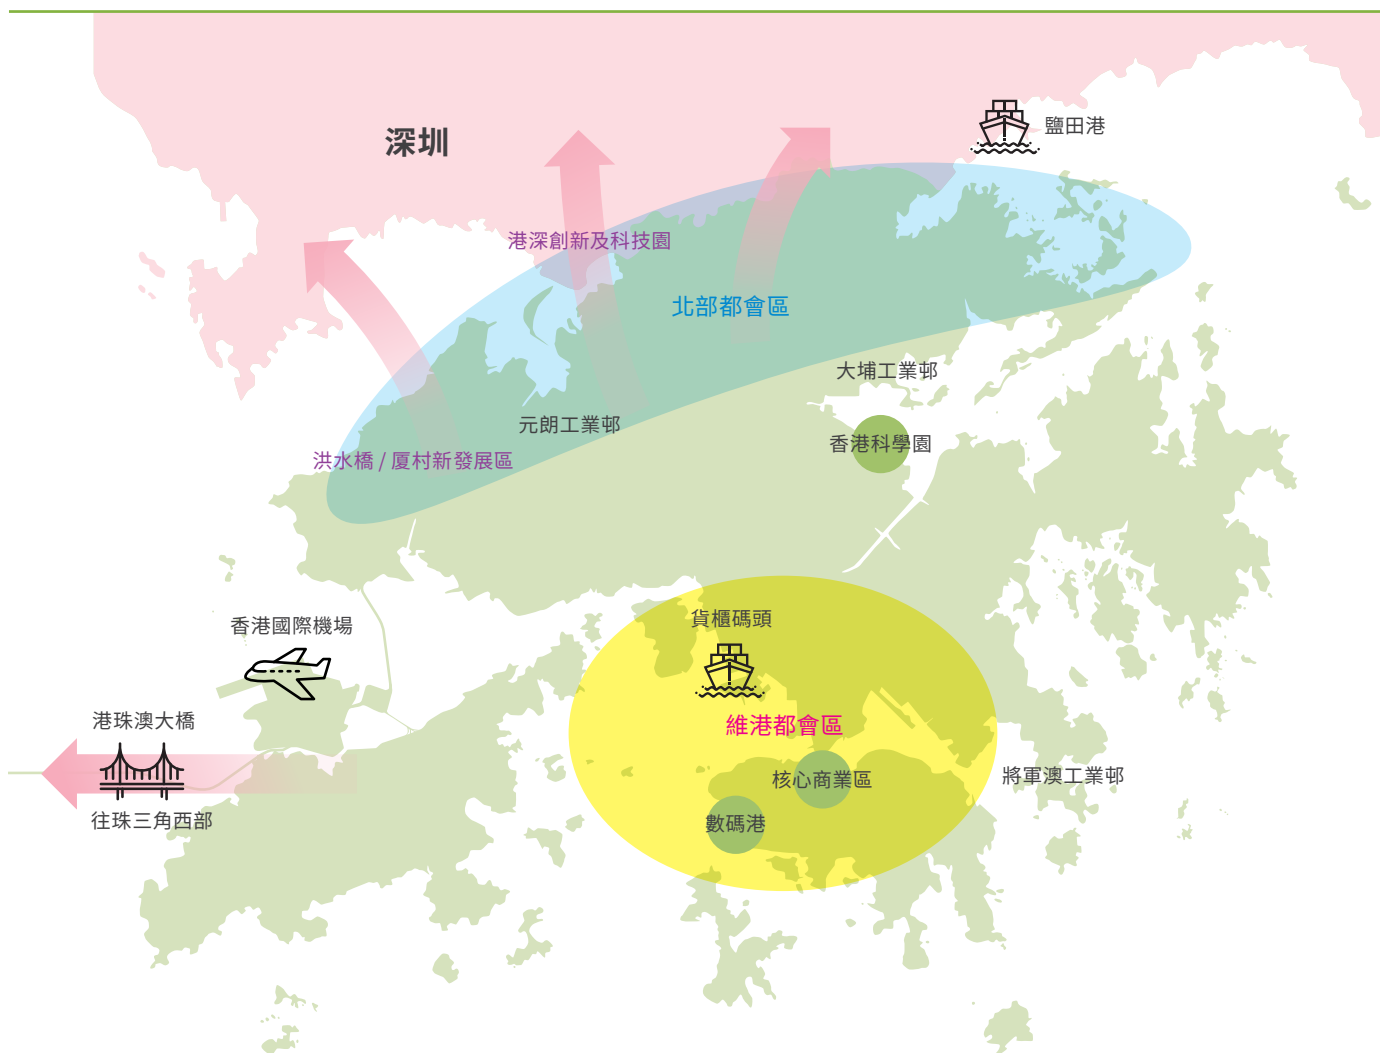 鹽田港
深圳
港深創新及科技園
北部都會區
大埔工業邨
元朗工業邨
香港科學園
洪水橋 / 厦村新發展區
貨櫃碼頭
香港國際機場
港珠澳大橋
維港都會區
核心商業區
將軍澳工業邨
往珠三角西部
數碼港